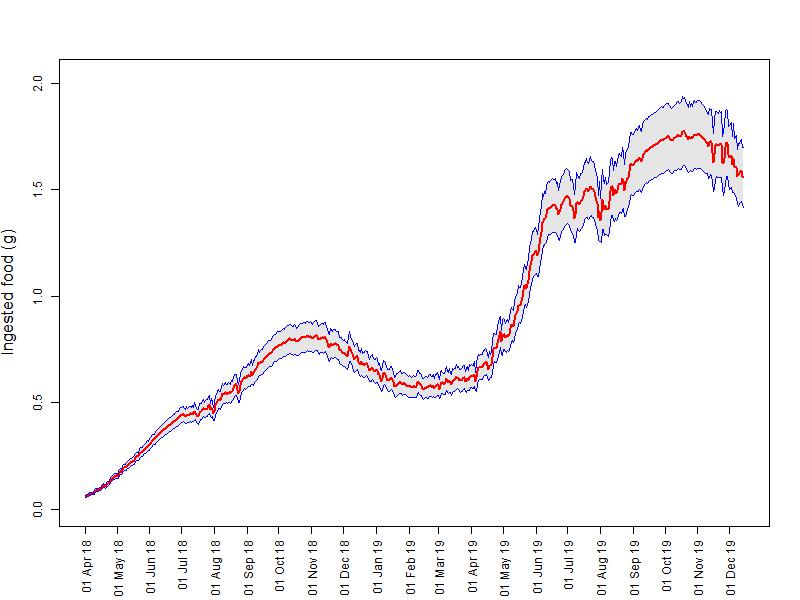 Ingested food (g)
2.0
1.5
1.0
0.5
0.0
01 Apr 18
01 May 18
01 Jun 18
01 Jul 18
01 Aug 18
01 Sep 18
01 Oct 18
01 Nov 18
01 Dec 18
01 Jan 19
01 Feb 19
01 Mar 19
01 Apr 19
01 May 19
01 Jun 19
01 Jul 19
01 Aug 19
01 Sep 19
01 Oct 19
01 Nov 19
01 Dec 19